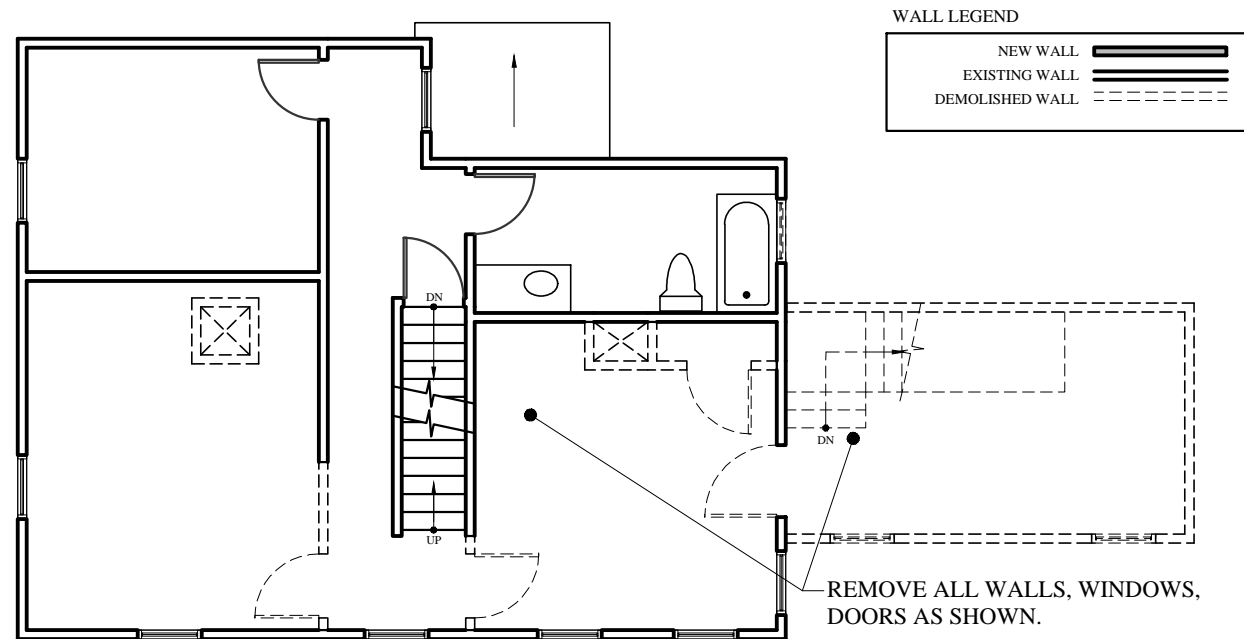 WALL LEGEND
NEW WALL
EXISTING WALL
DEMOLISHED WALL
DN
DN
UP
REMOVE ALL WALLS, WINDOWS,
DOORS AS SHOWN.